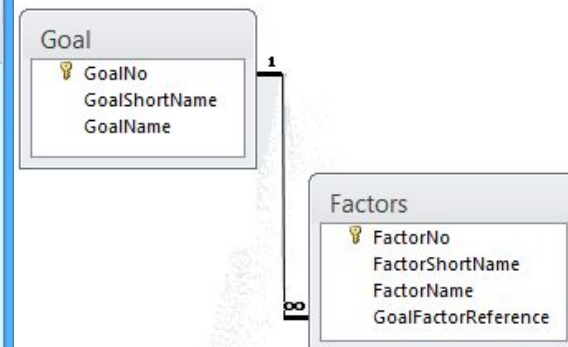 Goal
GoalNo
GoalShortName
GoalName
1
Factors
FactorNo
FactorShortName
FactorName
GoalFactorReference
∞